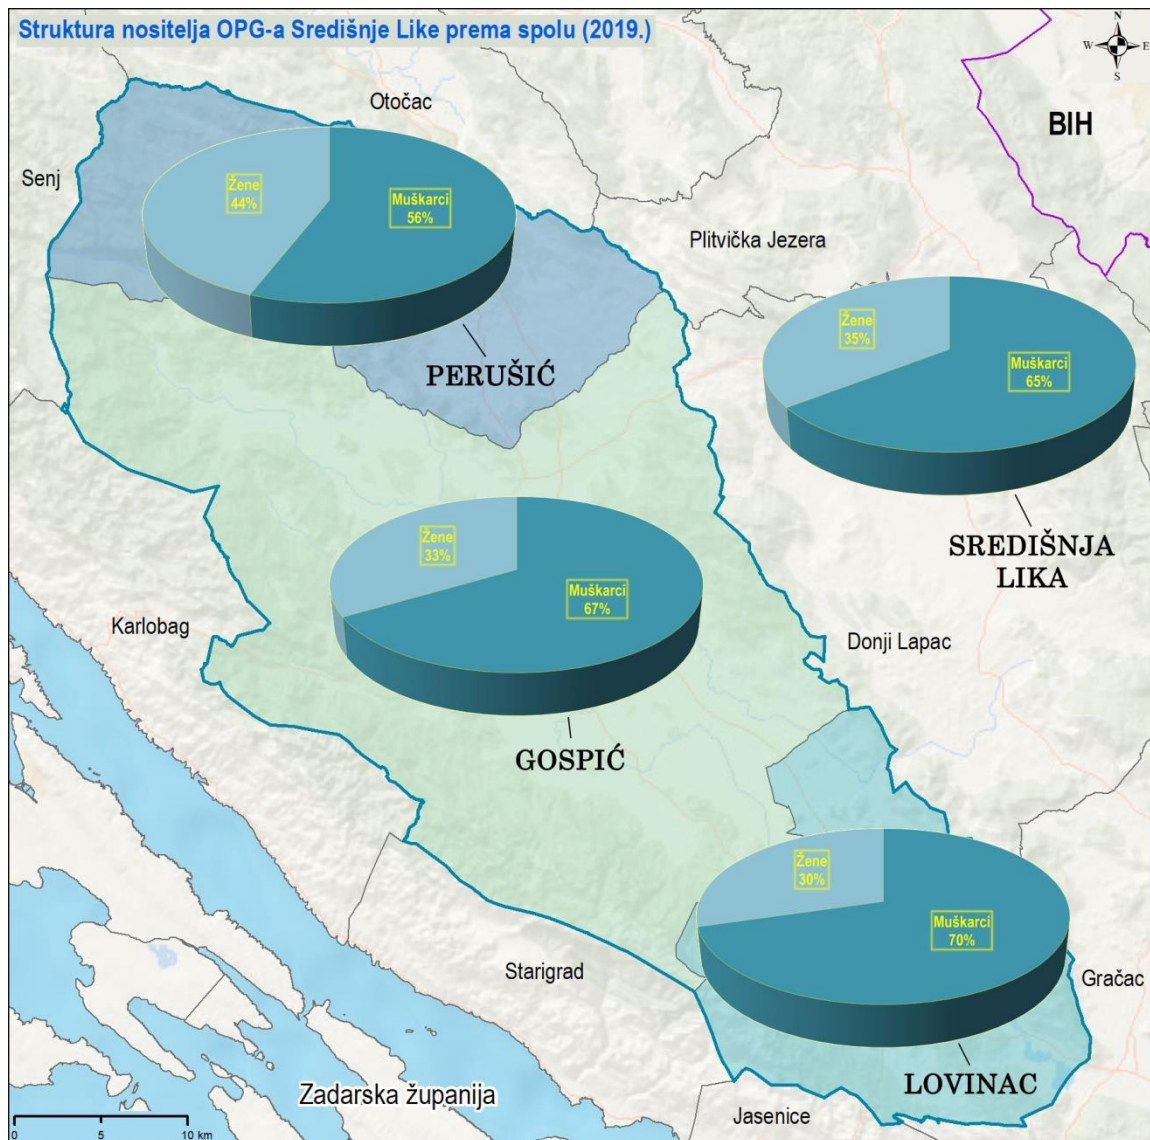 Struktura nositelja OPG-a Središnje Like prema spolu (2019.)
N
W
E
S
Otočac
BIH
Senj
Žene
44%
Muškarci
56%
Plitvička Jezera
PERUŠIĆ
Žene
35%
Muškarci
65%
SREDIŠNJA
LIKA
Žene
33%
Muškarci
67%
Karlobag
Donji Lapac
GOSPIĆ
Žene
30%
Muškarci
70%
Starigrad
Gračac
LOVINAC
Zadarska županija
Jasenice
0 5 10 km